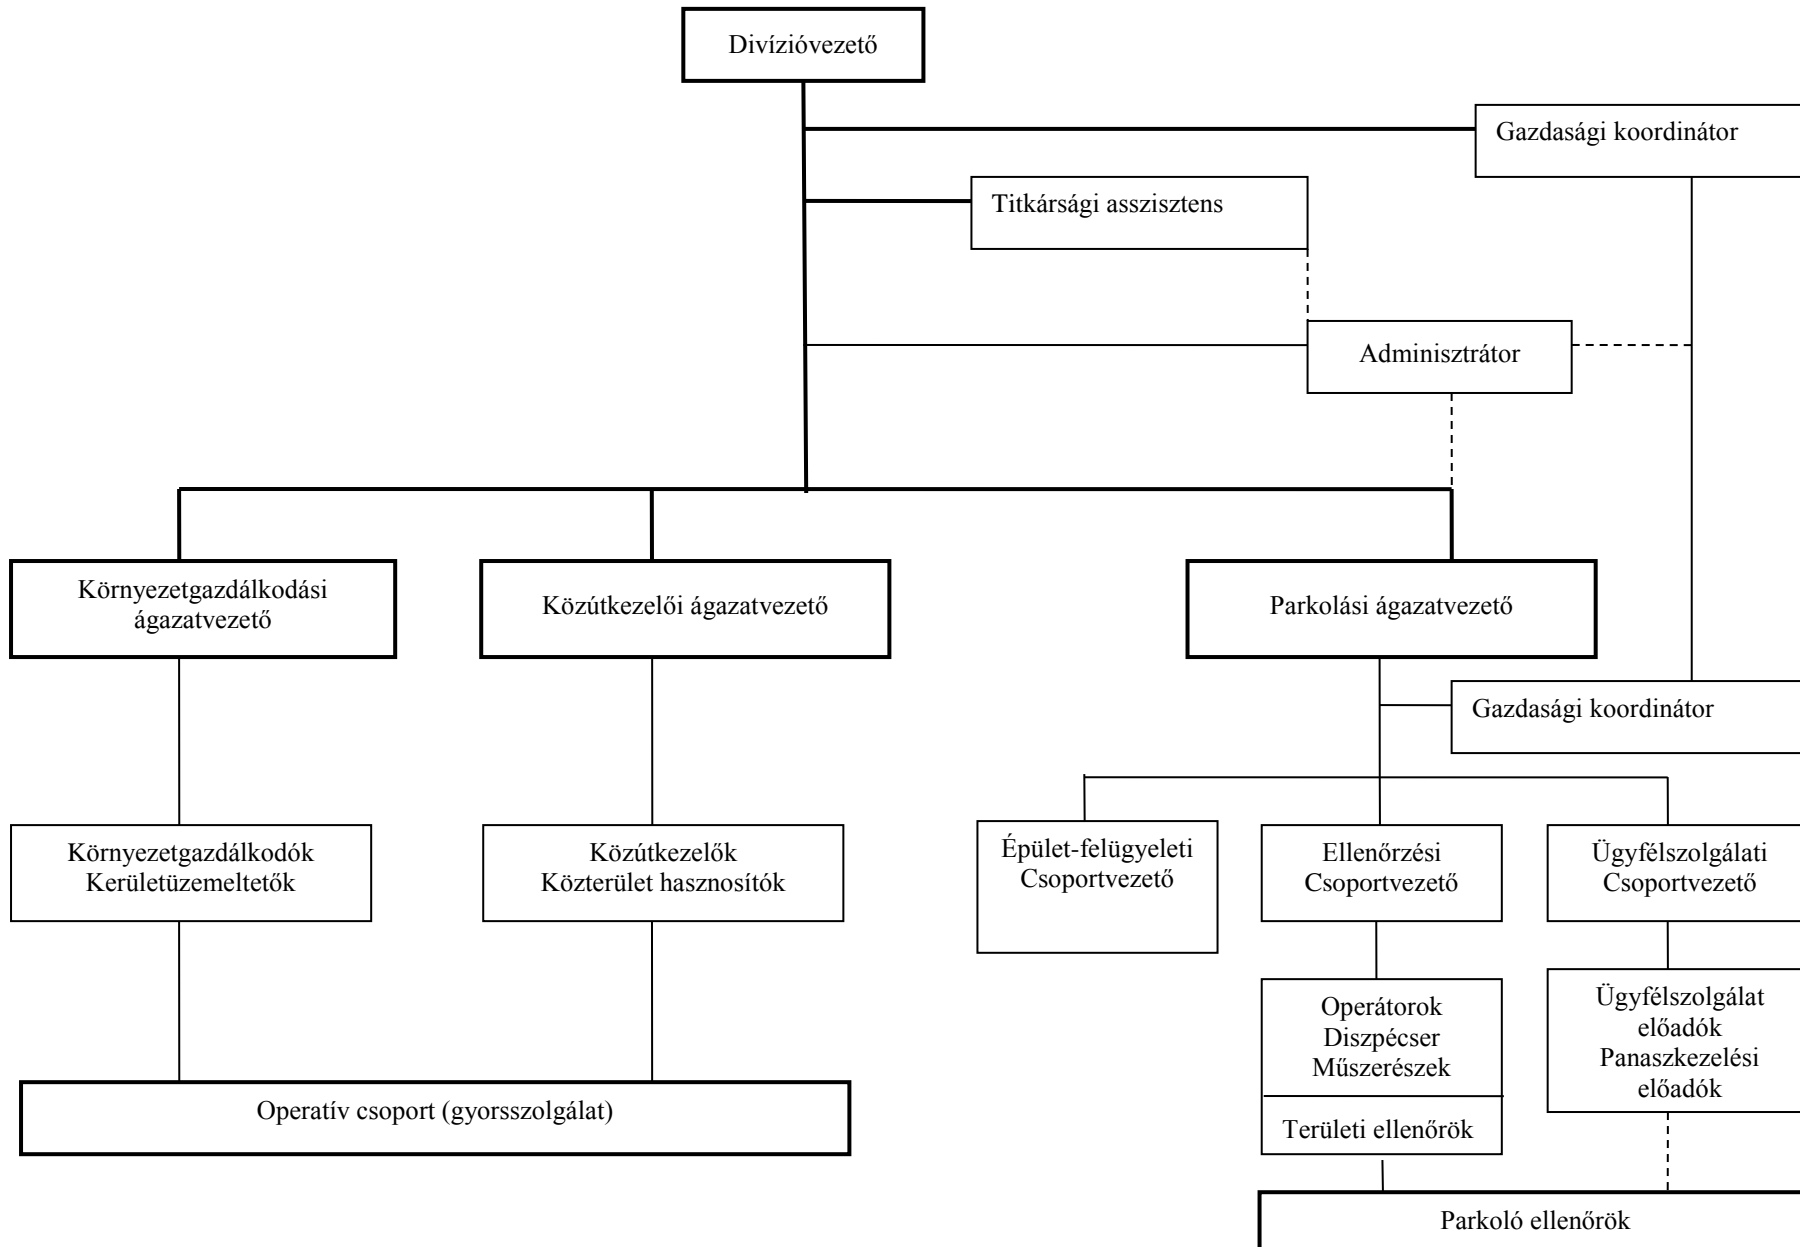 Divízióvezető
Gazdasági koordinátor
Titkársági asszisztens
Adminisztrátor
Környezetgazdálkodási
ágazatvezető
Közútkezelői ágazatvezető
Parkolási ágazatvezető
Gazdasági koordinátor
Környezetgazdálkodók
Kerületüzemeltetők
Közútkezelők
Közterület hasznosítók
Épület-felügyeleti
Csoportvezető
Ellenőrzési
Csoportvezető
Ügyfélszolgálati
Csoportvezető
Operátorok
Diszpécser
Műszerészek
Területi ellenőrök
Ügyfélszolgálat
előadók
Panaszkezelési
előadók
Operatív csoport (gyorsszolgálat)
Parkoló ellenőrök